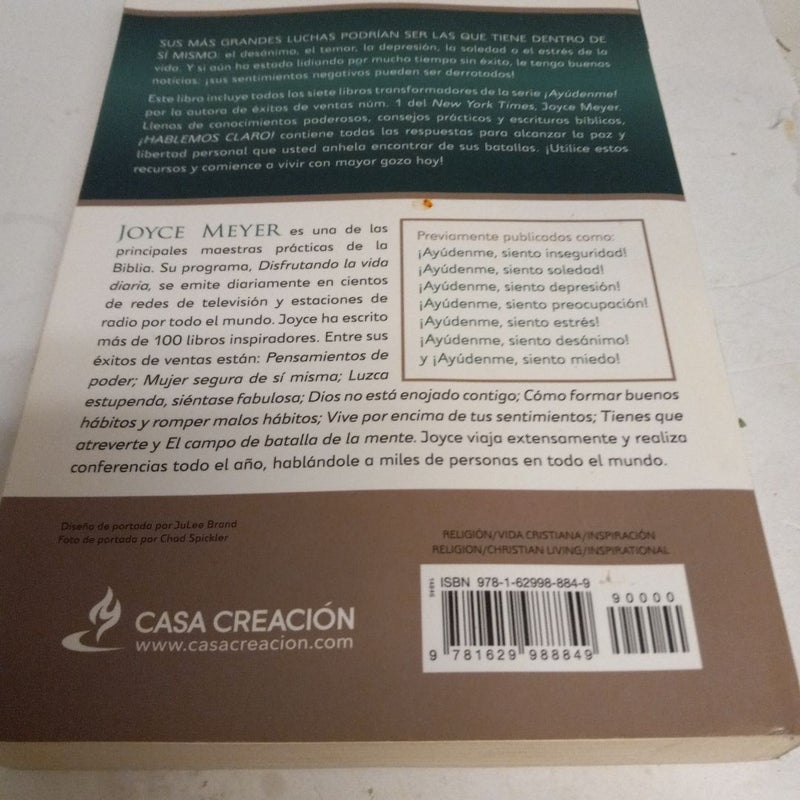 SUS MÁS GRANDES LUCHAS PODRÍAN SER LAS QUE TIENE DENTRO DE
SÍ MISMO: el desánimo, el temor, la depresión, la soledad o el estrés de la
vida. Y si aún ha estado lidiando por mucho tiempo sin éxito, le tengo buenas
noticias: ¡sus sentimientos negativos pueden ser derrotados!
Este libro incluye todos los siete libros transformadores de la serie ¡Ayúdenme!
por la autora de éxitos de ventas núm. 1 del New York Times, Joyce Meyer.
Llenos de conocimientos poderosos, consejos prácticos y escrituras bíblicas,
¡HABLEMOS CLARO! contiene todas las respuestas para alcanzar la paz y
libertad personal que usted anhela encontrar de sus batallas. ¡Utilice estos
recursos y comience a vivir con mayor gozo hoy!
JOYCE MEYER es una de las
principales maestras prácticas de la
Biblia. Su programa, Disfrutando la vida
diaria, se emite diariamente en cientos
de redes de televisión y estaciones de
radio por todo el mundo. Joyce ha escrito
más de 100 libros inspiradores. Entre sus
éxitos de ventas están: Pensamientos de
poder; Mujer segura de sí misma; Luzca
estupenda, siéntase fabulosa; Dios no está enojado contigo; Cómo formar buenos
hábitos y romper malos hábitos; Vive por encima de tus sentimientos; Tienes que
atreverte y El campo de batalla de la mente. Joyce viaja extensamente y realiza
conferencias todo el año, hablándole a miles de personas en todo el mundo.
Previamente publicados como:
¡Ayúdenme, siento inseguridad!
¡Ayúdenme, siento soledad!
¡Ayúdenme, siento depresión!
¡Ayúdenme, siento preocupación!
¡Ayúdenme, siento estrés!
¡Ayúdenme, siento desánimo!
y ¡Ayúdenme, siento miedo!
Diseño de portada por JuLee Brand
Foto de portada por Chad Spickler
CASA CREACIÓN
www.casacreacion.com
RELIGIÓN/VIDA CRISTIANA/INSPIRACIÓN
RELIGION/CHRISTIAN LIVING/INSPIRATIONAL
ISBN 978-1-62998-884-9
90000
9 781629 988849